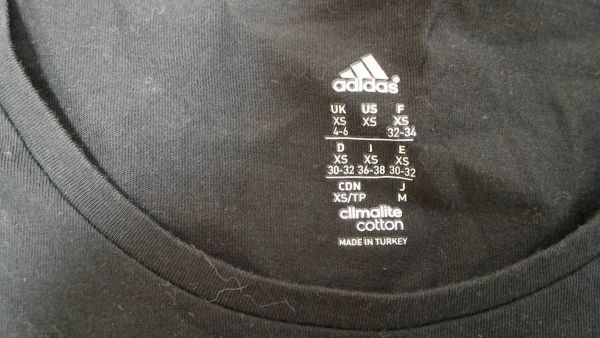 adidas®
UK US F
XS XS XS
4-6 32-34
D I E
XS XS XS
30-32 36-38 30-32
CDN J
XS/TP M
climalite
cotton
MADE IN TURKEY